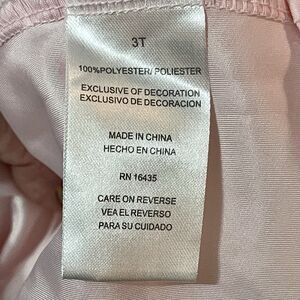 3T
100%POLYESTER/ POLIESTER
EXCLUSIVE OF DECORATION
EXCLUSIVO DE DECORACION
MADE IN CHINA
HECHO EN CHINA
RN 16435
CARE ON REVERSE
VEA EL REVERSO
PARA SU CUIDADO